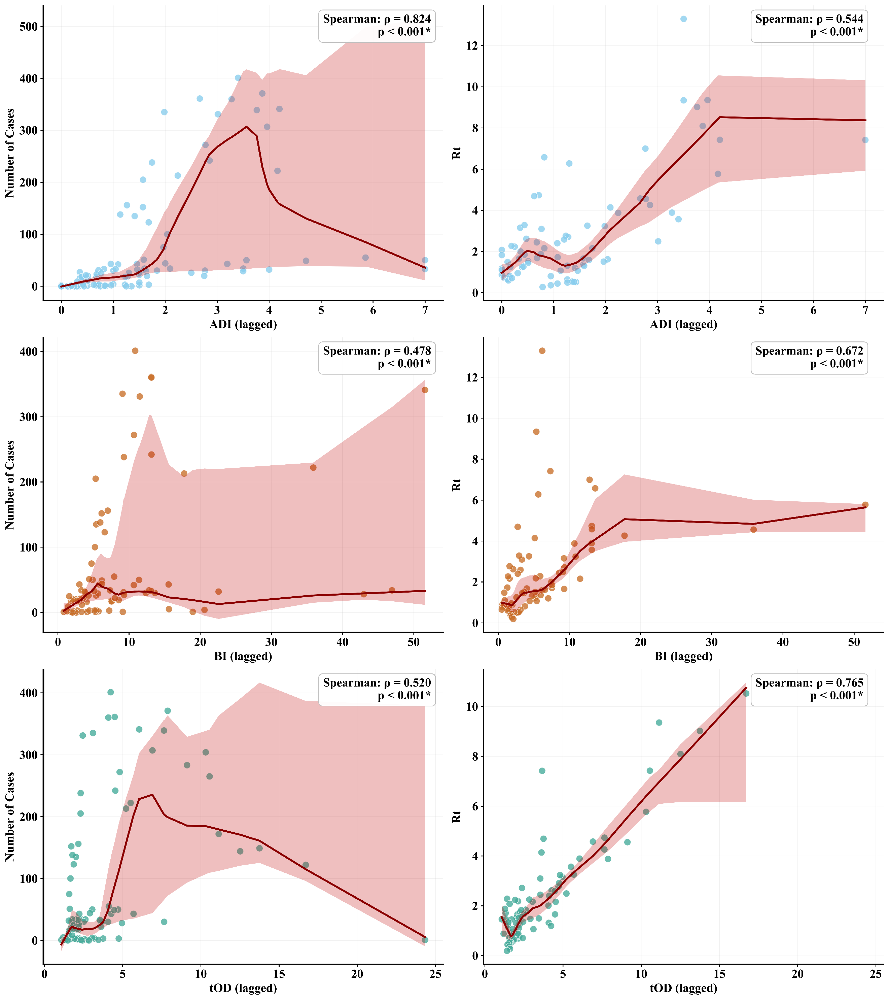 Spearman: ρ = 0.824
p < 0.001*
500
400
300
200
100
0
Number of Cases
0 1 2 3 4 5 6 7
ADI (lagged)
Spearman: ρ = 0.544
p < 0.001*
12
10
8
6
4
2
0
Rt
0 1 2 3 4 5 6 7
ADI (lagged)
Spearman: ρ = 0.478
p < 0.001*
400
300
200
100
0
Number of Cases
0 10 20 30 40 50
BI (lagged)
Spearman: ρ = 0.672
p < 0.001*
12
10
8
6
4
2
0
Rt
0 10 20 30 40 50
BI (lagged)
Spearman: ρ = 0.520
p < 0.001*
400
300
200
100
0
Number of Cases
0 5 10 15 20 25
tOD (lagged)
Spearman: ρ = 0.765
p < 0.001*
10
8
6
4
2
0
Rt
0 5 10 15 20 25
tOD (lagged)